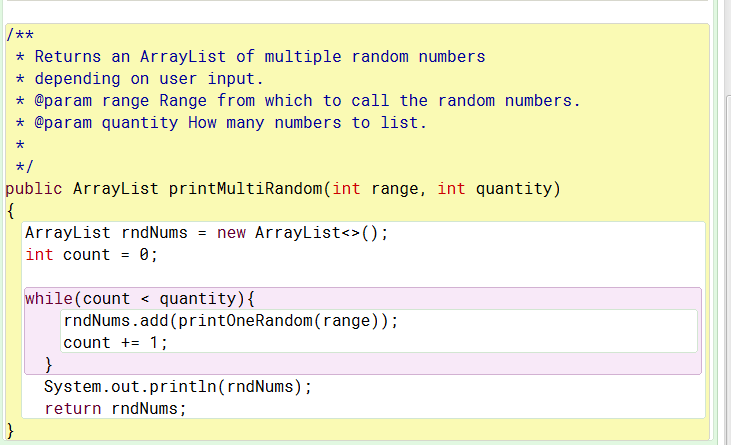 /**
 * Returns an ArrayList of multiple random numbers
 * depending on user input.
 * @param range Range from which to call the random numbers.
 * @param quantity How many numbers to list.
 *
 */
public ArrayList printMultiRandom(int range, int quantity)
{
  ArrayList rndNums = new ArrayList<>();
  int count = 0;

  while(count < quantity){
      rndNums.add(printOneRandom(range));
      count += 1;
    }
    System.out.println(rndNums);
    return rndNums;
}